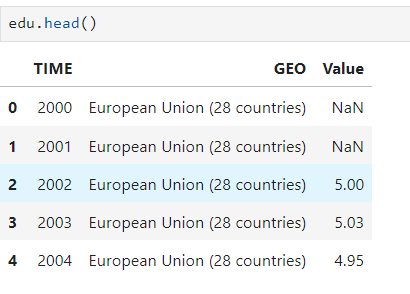 edu.head()
TIME GEO Value
0 2000 European Union (28 countries) NaN
1 2001 European Union (28 countries) NaN
2 2002 European Union (28 countries) 5.00
3 2003 European Union (28 countries) 5.03
4 2004 European Union (28 countries) 4.95